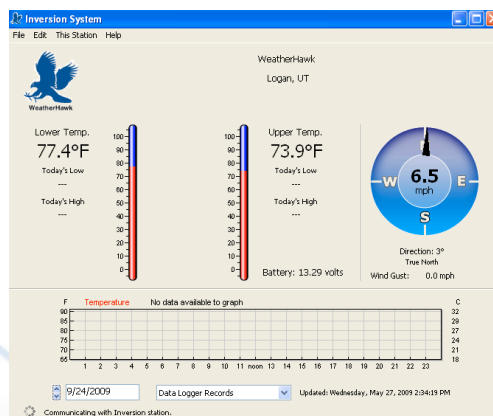 Inversion System
File Edit This Station Help
WeatherHawk
Logan, UT
WeatherHawk
Lower Temp.
77.4°F
Today's Low
---
Today's High
---
100
90
80
70
60
50
40
30
20
10
0
100
90
80
70
60
50
40
30
20
10
0
Upper Temp.
73.9°F
Today's Low
---
Today's High
---
Battery: 13.29 volts
W
6.5
mph
E
S
Direction: 3°
True North
Wind Gust: 0.0 mph
F Temperature No data available to graph C
90 32
85 29
80 27
75 24
70 21
65 18
1 2 3 4 5 6 7 8 9 10 11 noon 13 14 15 16 17 18 19 20 21 22 23
9/24/2009 Data Logger Records Updated: Wednesday, May 27, 2009 2:34:19 PM
Communicating with Inversion station.